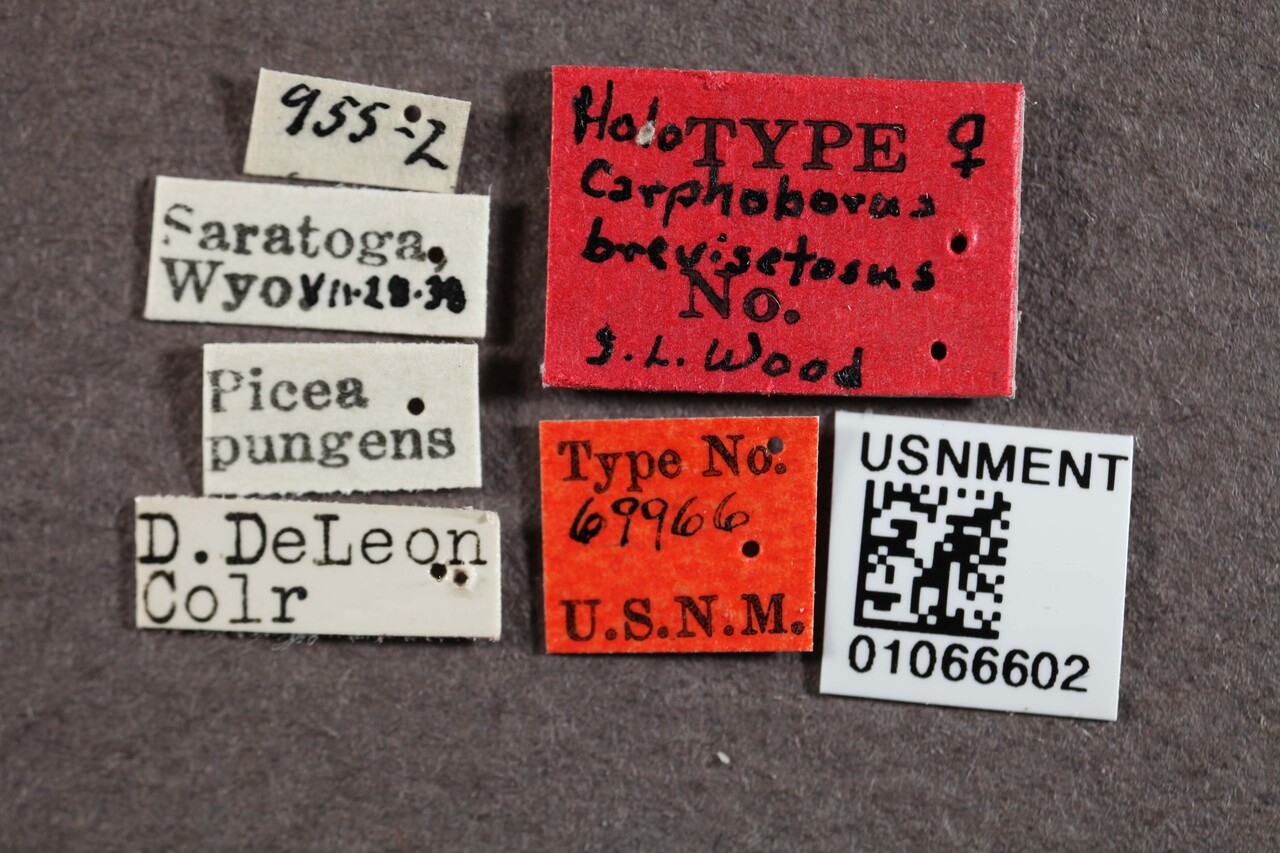 955-2
Saratoga,
Wyo VII-28-38
Picea
pungens
D. DeLeon
Colr
HoloTYPE ♀
Carphoborus
brevisetosus
No.
S. L. Wood
Type No.
69966
U.S.N.M.
USNMENT
01066602